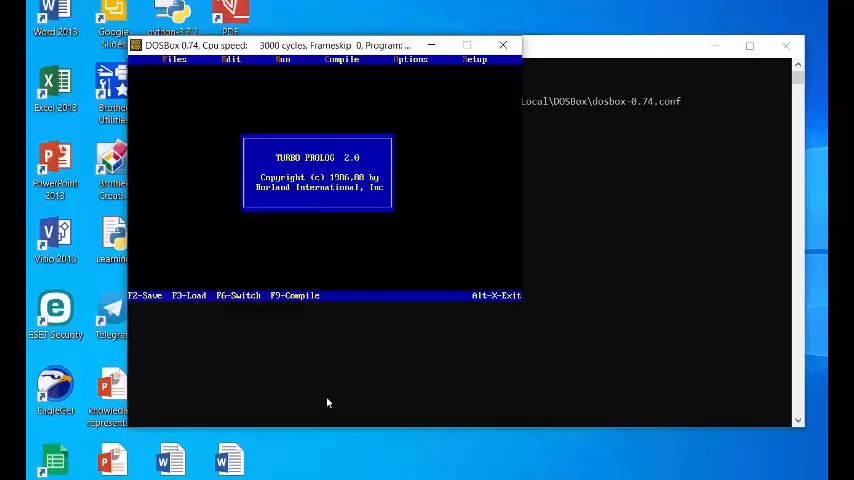 Word 2013
Google
Slides
python-3.7.2
PDF
DOSBox 0.74, Cpu speed: 3000 cycles, Frameskip 0, Program: ...
Files Edit Run Compile Options Setup
Local\DOSBox\dosbox-0.74.conf
TURBO PROLOG 2.0
Copyright (c) 1986,88 by
Borland International, Inc
F2-Save F3-Load F6-Switch F9-Compile Alt-X-Exit
Excel 2013
Brother
Utilities
PowerPoint
2013
Brother
Creati...
Visio 2013
Learning
ESET Security
Telegram
EagleGet
knowled
represent